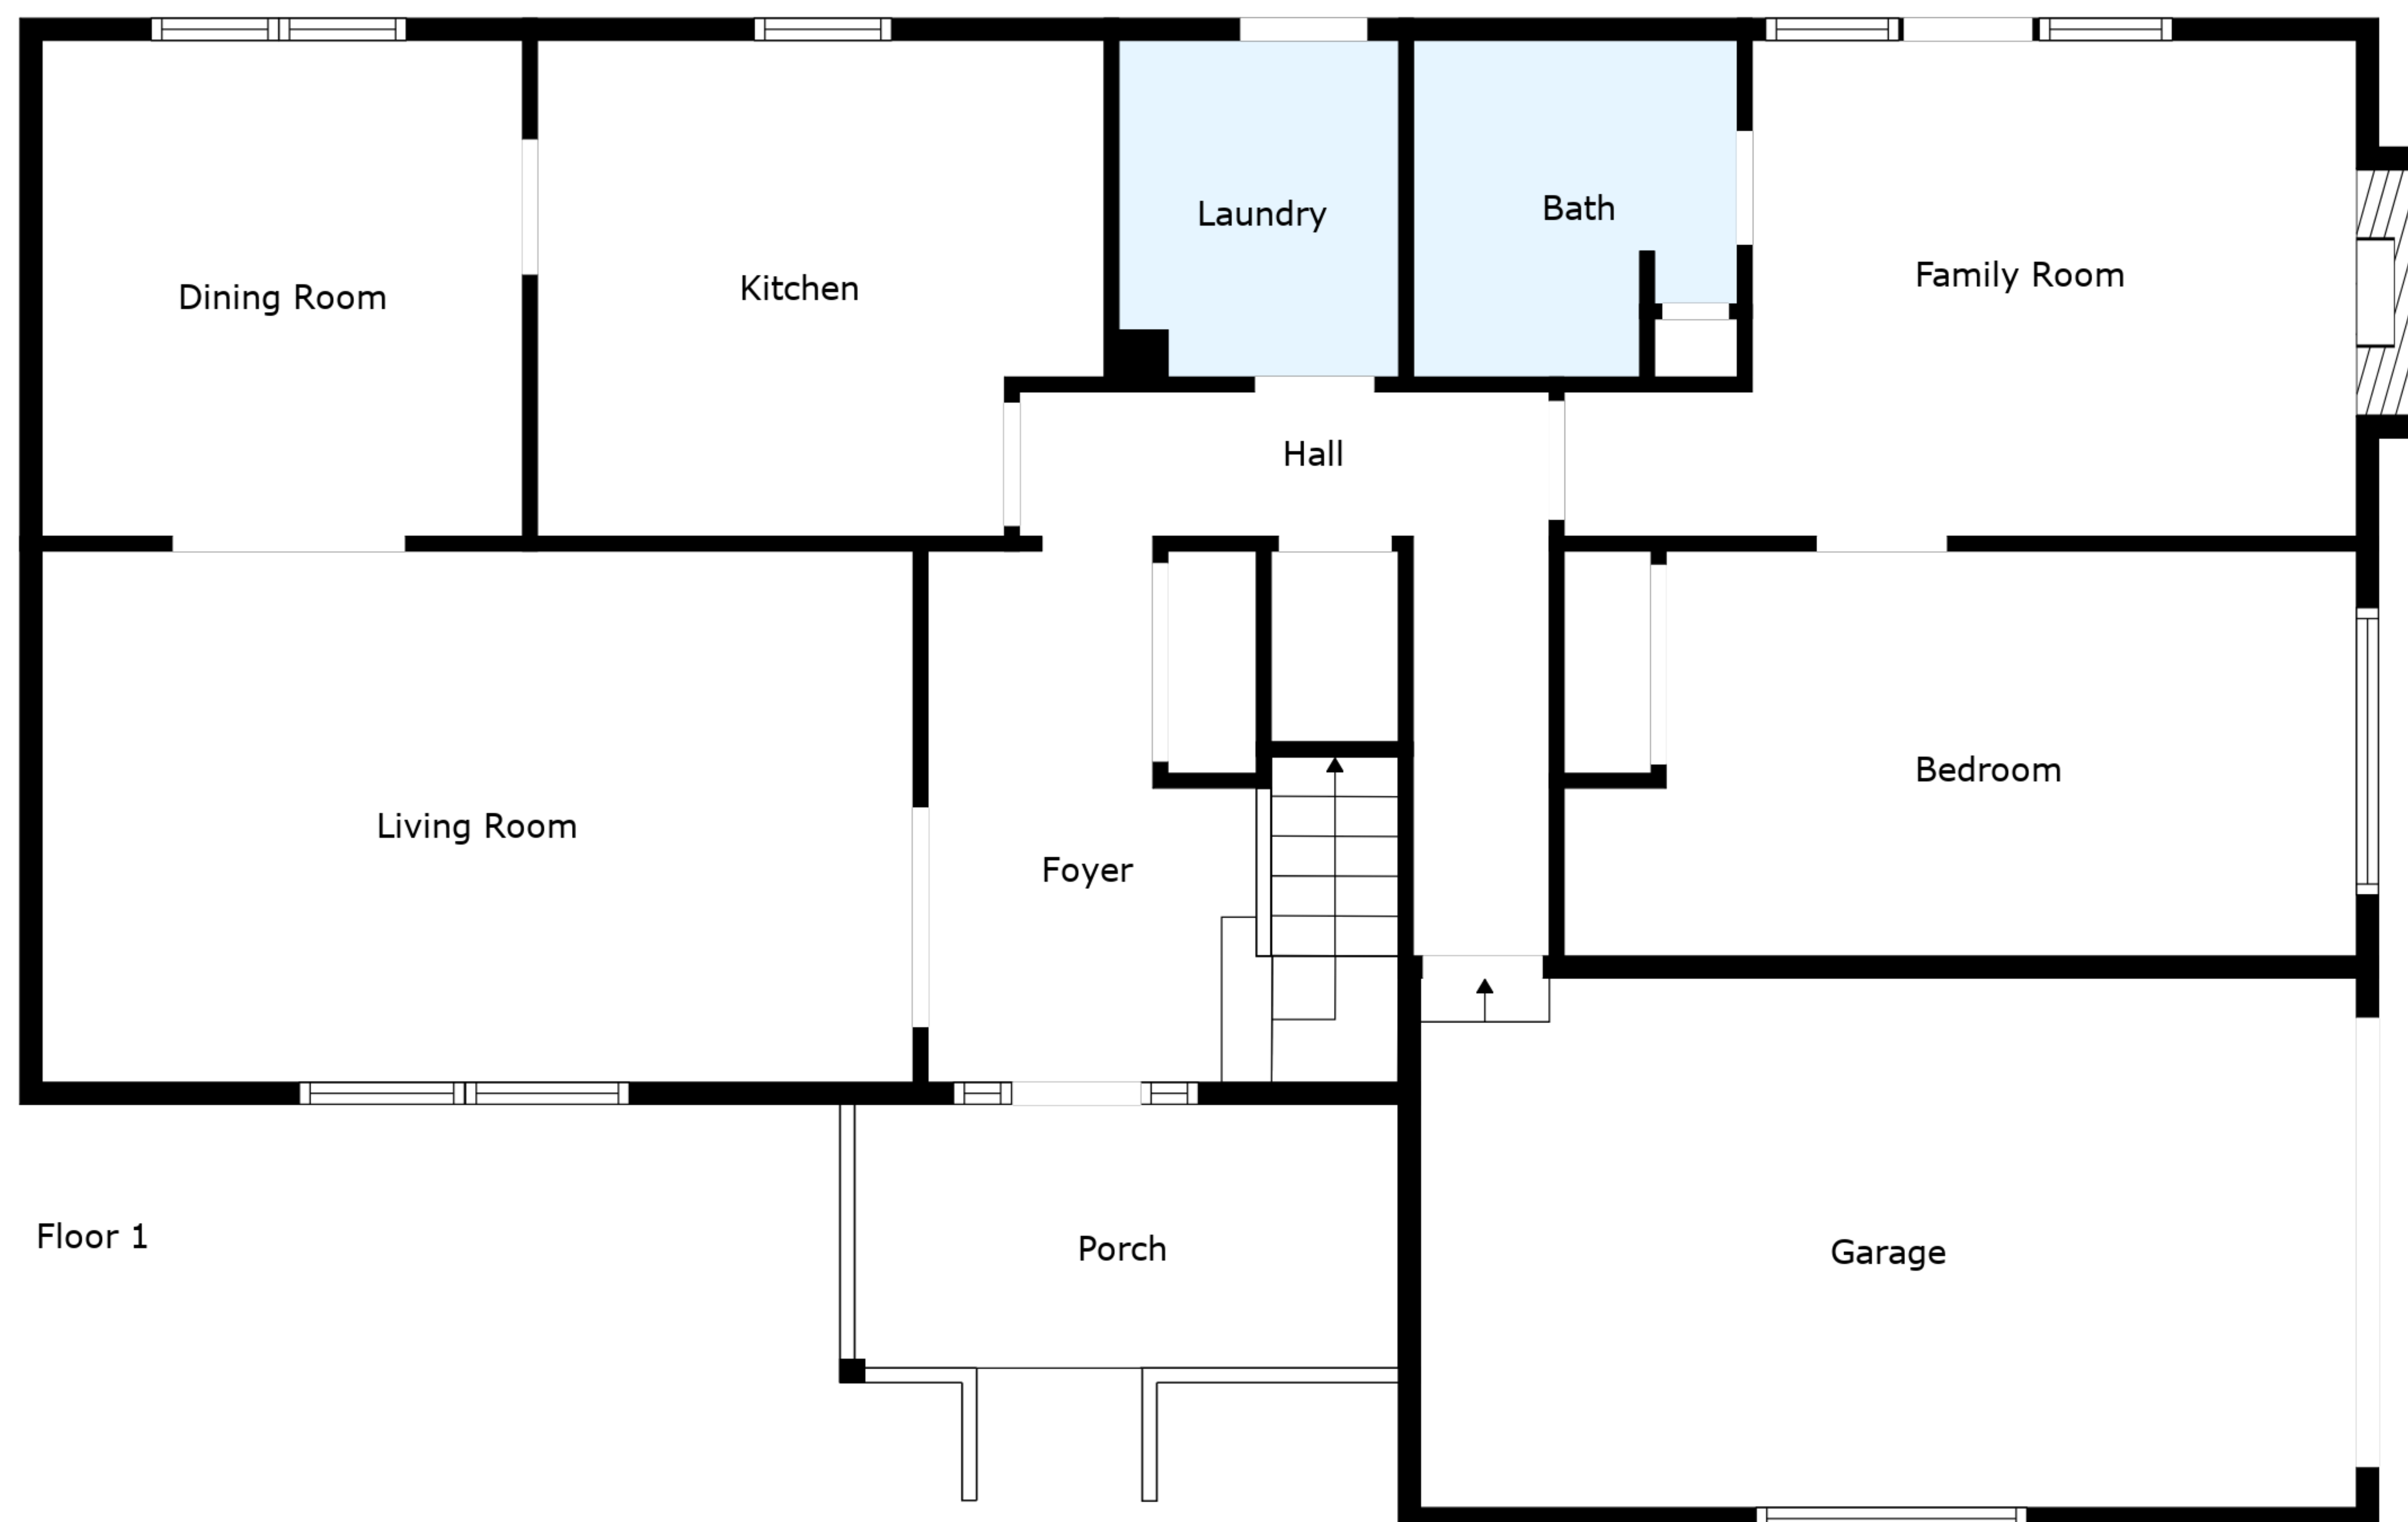 Dining Room
Kitchen
Laundry
Bath
Family Room
Hall
Living Room
Foyer
Bedroom
Floor 1
Porch
Garage